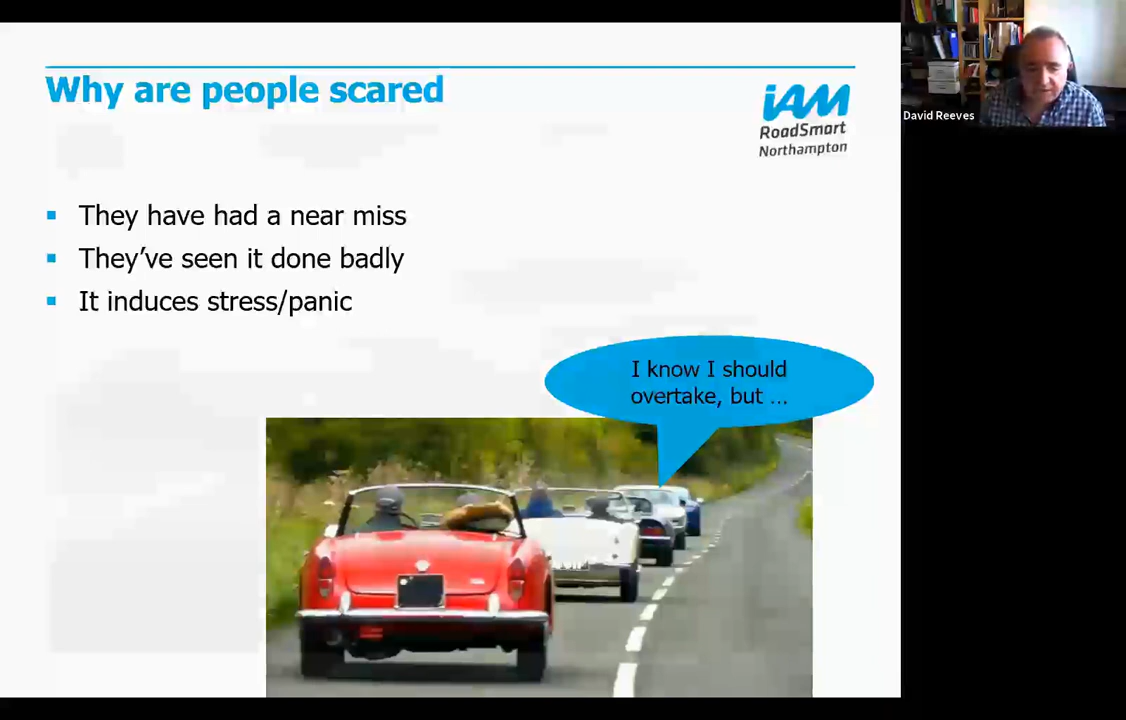 Why are people scared
iAM
RoadSmart
Northampton
David Reeves
They have had a near miss
They've seen it done badly
It induces stress/panic
I know I should
overtake, but ...